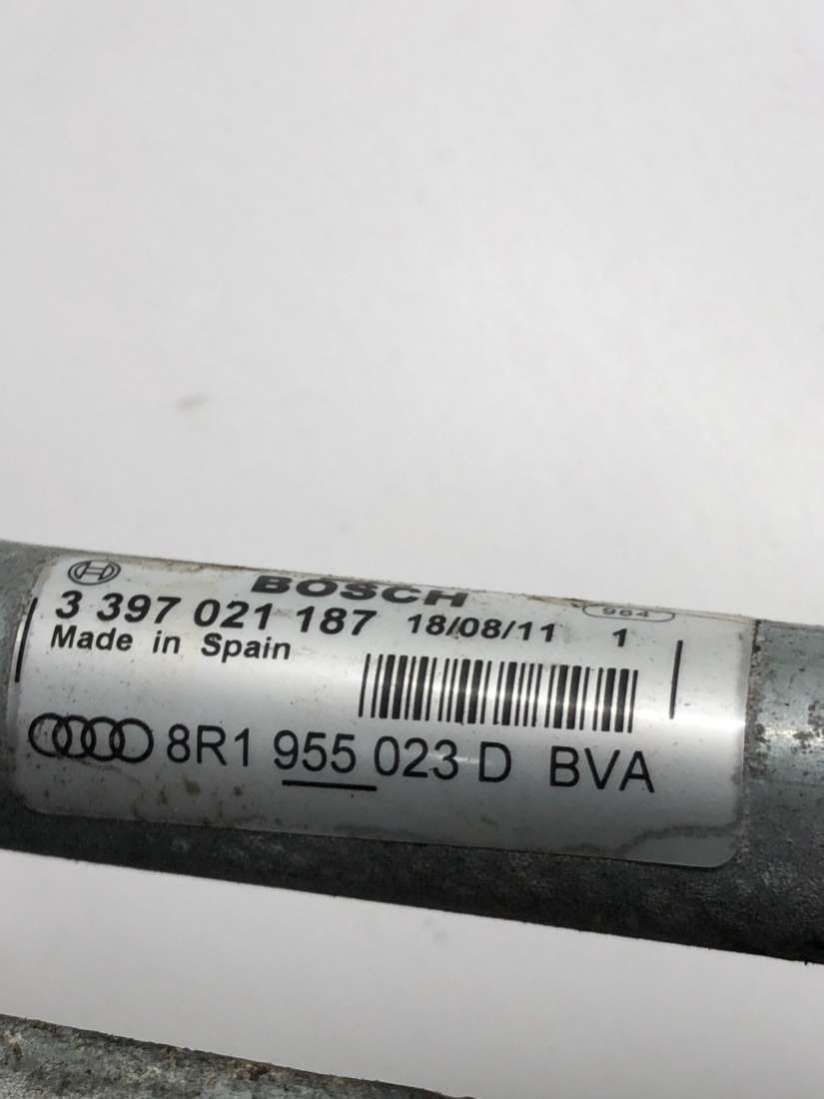 BOSCH
3 397 021 187 18/08/11 1
Made in Spain
8R1 955 023 D BVA